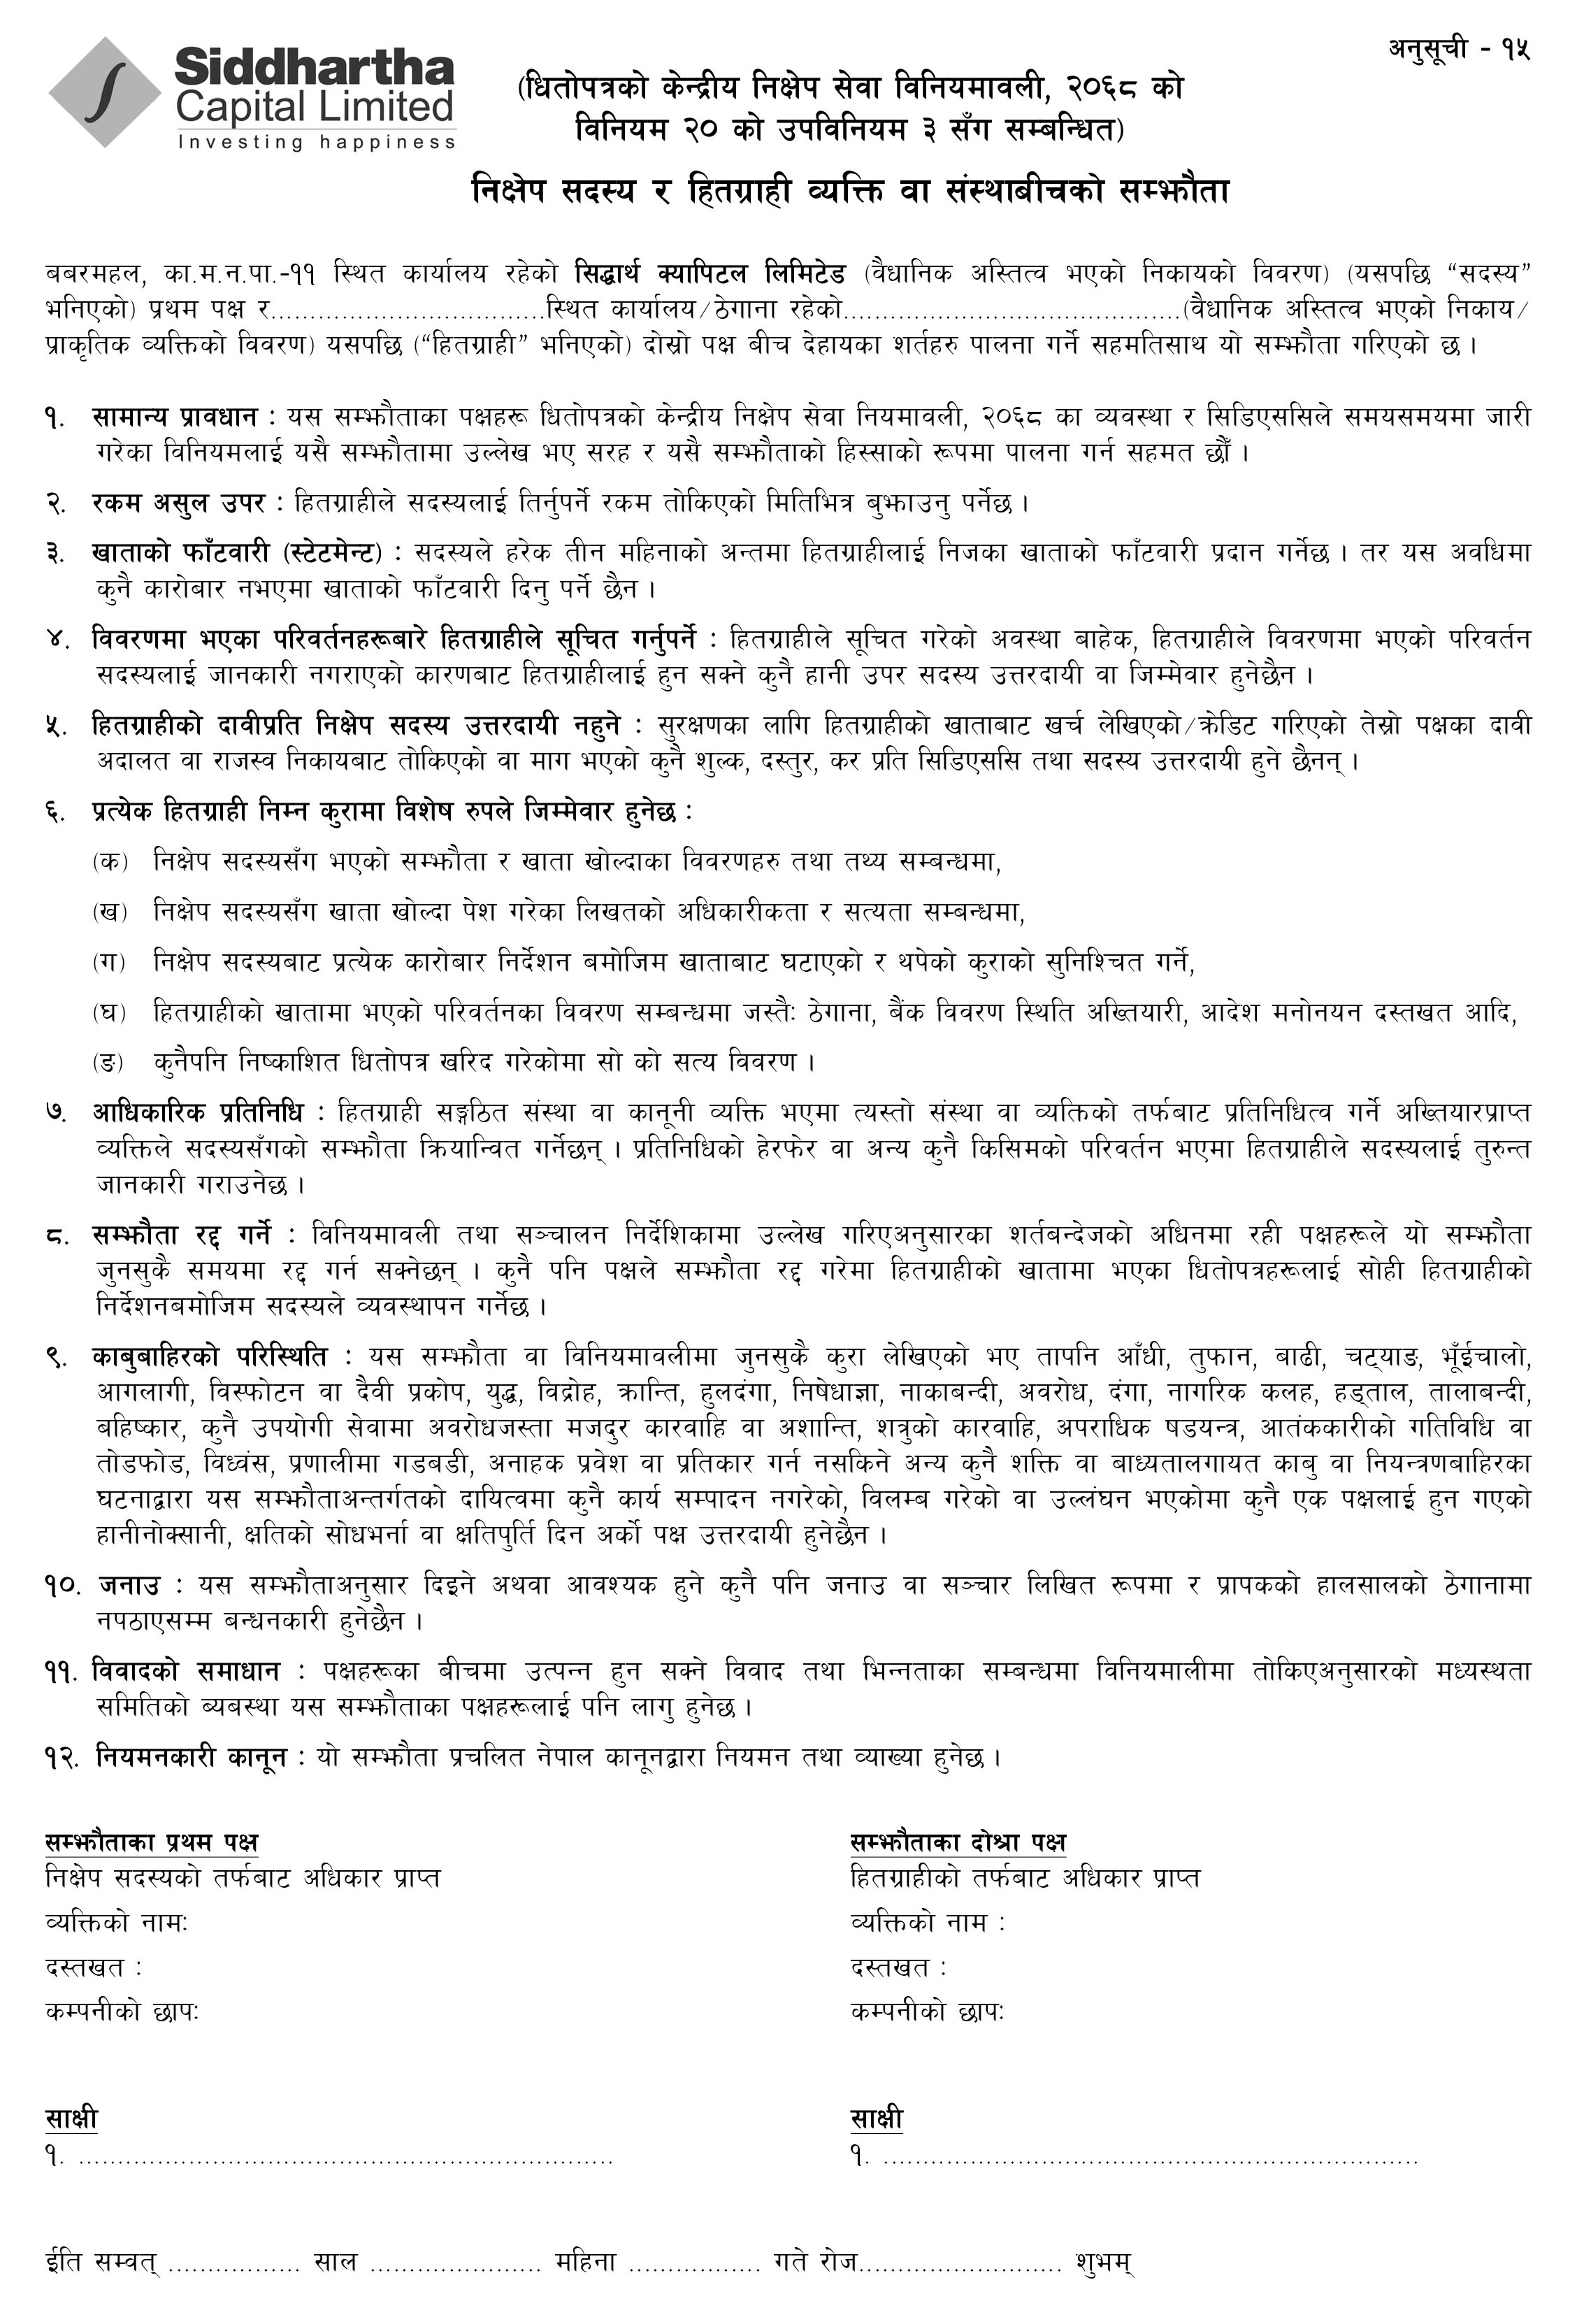 Siddhartha
Capital Limited
Investing happiness
अनुसूची - १५
(धितोपत्रको केन्द्रीय निक्षेप सेवा विनियमावली, २०६८ को
विनियम २० को उपविनियम ३ सँग सम्बन्धित)
निक्षेप सदस्य र हितग्राही व्यक्ति वा संस्थाबीचको सम्झौता
बबरमहल, का.म.न.पा.-११ स्थित कार्यालय रहेको सिद्धार्थ क्यापिटल लिमिटेड (वैधानिक अस्तित्व भएको निकायको विवरण) (यसपछि “सदस्य”
भनिएको) प्रथम पक्ष र...................................स्थित कार्यालय/ठेगाना रहेको...........................................(वैधानिक अस्तित्व भएको निकाय/
प्राकृतिक व्यक्तिको विवरण) यसपछि (“हितग्राही” भनिएको) दोस्रो पक्ष बीच देहायका शर्तहरु पालना गर्ने सहमतिसाथ यो सम्झौता गरिएको छ ।
१. सामान्य प्रावधान : यस सम्झौताका पक्षहरू धितोपत्रको केन्द्रीय निक्षेप सेवा नियमावली, २०६८ का व्यवस्था र सिडिएससिले समयसमयमा जारी
गरेका विनियमलाई यसै सम्झौतामा उल्लेख भए सरह र यसै सम्झौताको हिस्साको रूपमा पालना गर्न सहमत छौँ ।
२. रकम असुल उपर : हितग्राहीले सदस्यलाई तिर्नुपर्ने रकम तोकिएको मितिभित्र बुझाउनु पर्नेछ ।
३. खाताको फाँटवारी (स्टेटमेन्ट) : सदस्यले हरेक तीन महिनाको अन्तमा हितग्राहीलाई निजका खाताको फाँटवारी प्रदान गर्नेछ । तर यस अवधिमा
कुनै कारोबार नभएमा खाताको फाँटवारी दिनु पर्ने छैन ।
४. विवरणमा भएका परिवर्तनहरूबारे हितग्राहीले सूचित गर्नुपर्ने : हितग्राहीले सूचित गरेको अवस्था बाहेक, हितग्राहीले विवरणमा भएको परिवर्तन
सदस्यलाई जानकारी नगराएको कारणबाट हितग्राहीलाई हुन सक्ने कुनै हानी उपर सदस्य उत्तरदायी वा जिम्मेवार हुनेछैन ।
५. हितग्राहीको दावीप्रति निक्षेप सदस्य उत्तरदायी नहुने : सुरक्षणका लागि हितग्राहीको खाताबाट खर्च लेखिएको/क्रेडिट गरिएको तेस्रो पक्षका दावी
अदालत वा राजस्व निकायबाट तोकिएको वा माग भएको कुनै शुल्क, दस्तुर, कर प्रति सिडिएससि तथा सदस्य उत्तरदायी हुने छैनन् ।
६. प्रत्येक हितग्राही निम्न कुरामा विशेष रुपले जिम्मेवार हुनेछ :
(क) निक्षेप सदस्यसँग भएको सम्झौता र खाता खोल्दाका विवरणहरु तथा तथ्य सम्बन्धमा,
(ख) निक्षेप सदस्यसँग खाता खोल्दा पेश गरेका लिखतको अधिकारीकता र सत्यता सम्बन्धमा,
(ग) निक्षेप सदस्यबाट प्रत्येक कारोबार निर्देशन बमोजिम खाताबाट घटाएको र थपेको कुराको सुनिश्चित गर्ने,
(घ) हितग्राहीको खातामा भएको परिवर्तनका विवरण सम्बन्धमा जस्तैः ठेगाना, बैंक विवरण स्थिति अख्तियारी, आदेश मनोनयन दस्तखत आदि,
(ङ) कुनैपनि निष्काशित धितोपत्र खरिद गरेकोमा सो को सत्य विवरण ।
७. आधिकारिक प्रतिनिधि : हितग्राही सङ्गठित संस्था वा कानूनी व्यक्ति भएमा त्यस्तो संस्था वा व्यक्तिको तर्फबाट प्रतिनिधित्व गर्ने अख्तियारप्राप्त
व्यक्तिले सदस्यसँगको सम्झौता क्रियान्वित गर्नेछन् । प्रतिनिधिको हेरफेर वा अन्य कुनै किसिमको परिवर्तन भएमा हितग्राहीले सदस्यलाई तुरुन्त
जानकारी गराउनेछ ।
८. सम्झौता रद्द गर्ने : विनियमावली तथा सञ्चालन निर्देशिकामा उल्लेख गरिएअनुसारका शर्तबन्देजको अधिनमा रही पक्षहरूले यो सम्झौता
जुनसुकै समयमा रद्द गर्न सक्नेछन् । कुनै पनि पक्षले सम्झौता रद्द गरेमा हितग्राहीको खातामा भएका धितोपत्रहरूलाई सोही हितग्राहीको
निर्देशनबमोजिम सदस्यले व्यवस्थापन गर्नेछ ।
९. काबुबाहिरको परिस्थिति : यस सम्झौता वा विनियमावलीमा जुनसुकै कुरा लेखिएको भए तापनि आँधी, तुफान, बाढी, चट्याङ, भूँईचालो,
आगलागी, विस्फोटन वा दैवी प्रकोप, युद्ध, विद्रोह, क्रान्ति, हुलदंगा, निषेधाज्ञा, नाकाबन्दी, अवरोध, दंगा, नागरिक कलह, हड्ताल, तालाबन्दी,
बहिष्कार, कुनै उपयोगी सेवामा अवरोधजस्ता मजदुर कारवाहि वा अशान्ति, शत्रुको कारवाहि, अपराधिक षडयन्त्र, आतंककारीको गतिविधि वा
तोडफोड, विध्वंस, प्रणालीमा गडबडी, अनाहक प्रवेश वा प्रतिकार गर्न नसकिने अन्य कुनै शक्ति वा बाध्यतालगायत काबु वा नियन्त्रणबाहिरका
घटनाद्वारा यस सम्झौताअन्तर्गतको दायित्वमा कुनै कार्य सम्पादन नगरेको, विलम्ब गरेको वा उल्लंघन भएकोमा कुनै एक पक्षलाई हुन गएको
हानीनोक्सानी, क्षतिको सोधभर्ना वा क्षतिपुर्ति दिन अर्को पक्ष उत्तरदायी हुनेछैन ।
१०. जनाउ : यस सम्झौताअनुसार दिइने अथवा आवश्यक हुने कुनै पनि जनाउ वा सञ्चार लिखित रूपमा र प्रापकको हालसालको ठेगानामा
नपठाएसम्म बन्धनकारी हुनेछैन ।
११. विवादको समाधान : पक्षहरूका बीचमा उत्पन्न हुन सक्ने विवाद तथा भिन्नताका सम्बन्धमा विनियमालीमा तोकिएअनुसारको मध्यस्थता
समितिको ब्यबस्था यस सम्झौताका पक्षहरूलाई पनि लागु हुनेछ ।
१२. नियमनकारी कानून : यो सम्झौता प्रचलित नेपाल कानूनद्वारा नियमन तथा व्याख्या हुनेछ ।
सम्झौताका प्रथम पक्ष
निक्षेप सदस्यको तर्फबाट अधिकार प्राप्त
व्यक्तिको नामः
दस्तखत :
कम्पनीको छापः
सम्झौताका दोश्रा पक्ष
हितग्राहीको तर्फबाट अधिकार प्राप्त
व्यक्तिको नाम :
दस्तखत :
कम्पनीको छापः
साक्षी
१. ....................................................................
साक्षी
१. ....................................................................
ईति सम्वत् ................. साल ...................... महिना ................. गते रोज.......................... शुभम्